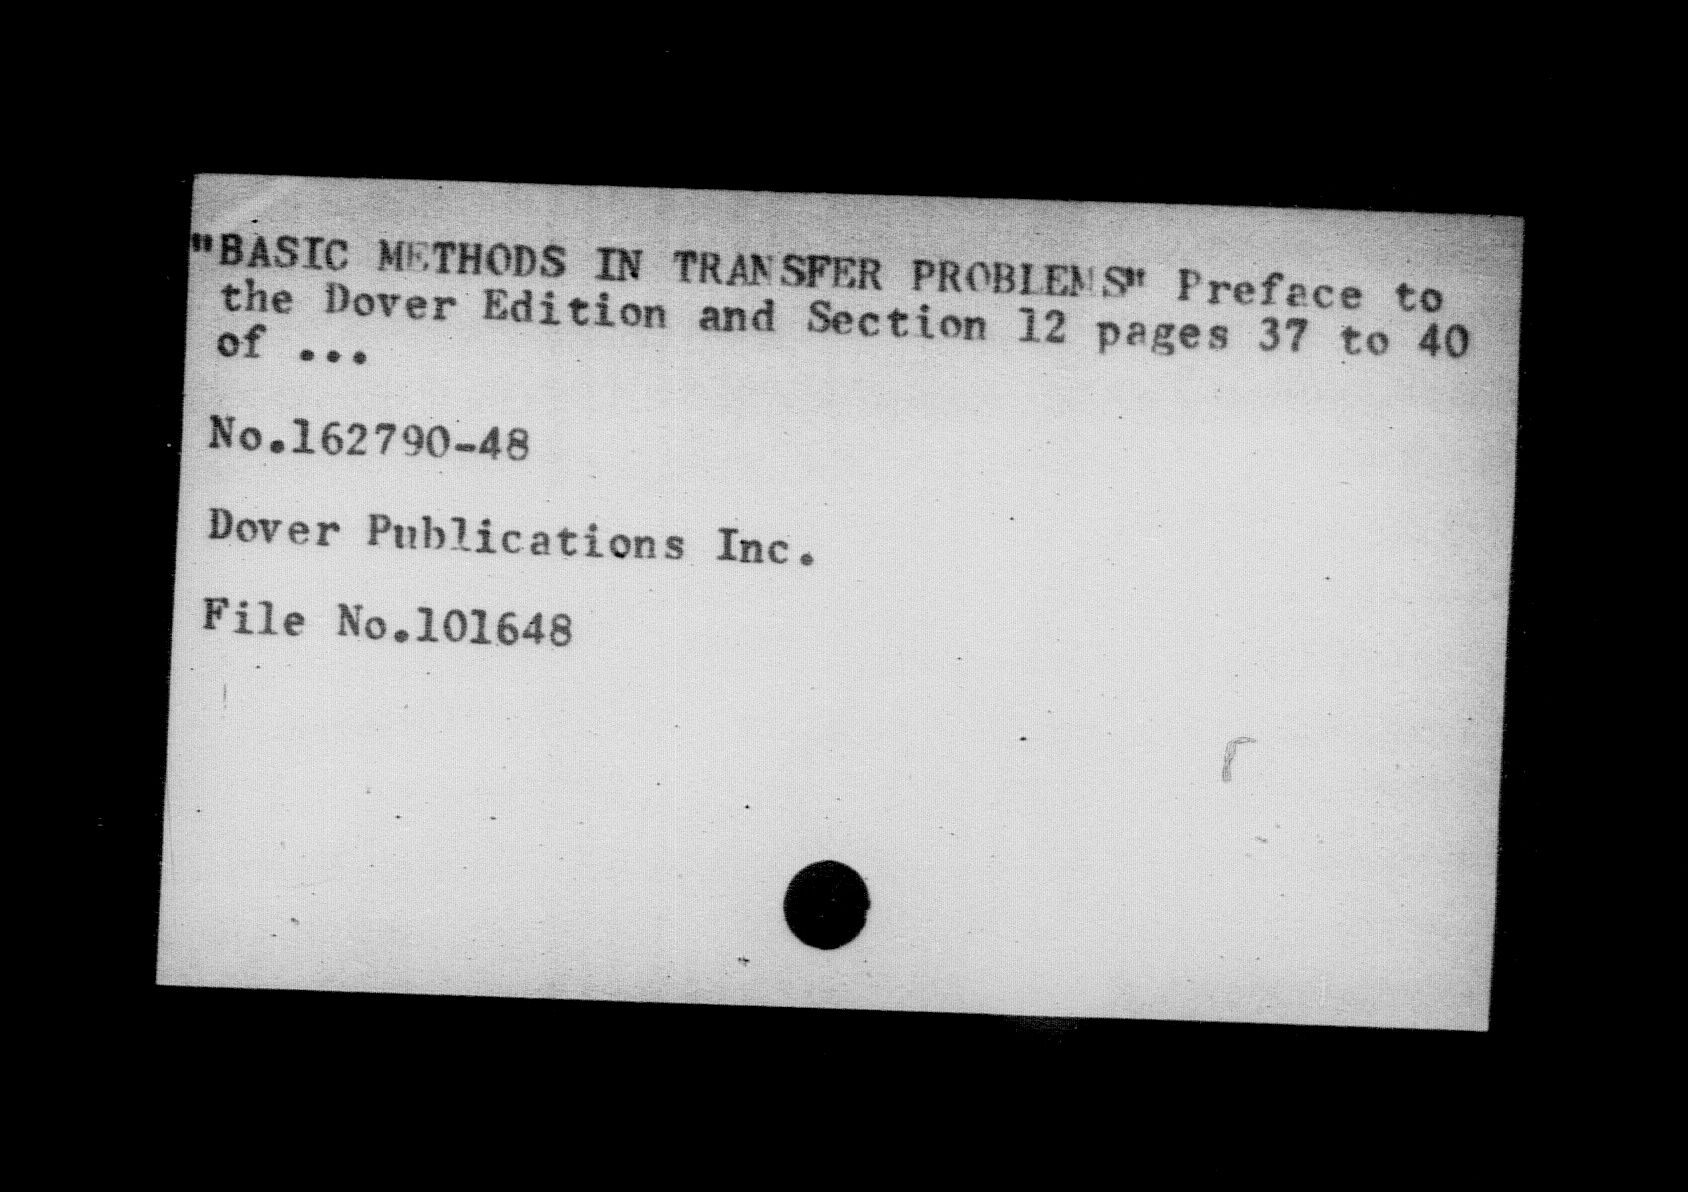 "BASIC METHODS IN TRANSFER PROBLEMS" Preface to
the Dover Edition and Section 12 pages 37 to 40
of ...
No.162790-48
Dover Publications Inc.
File No.101648